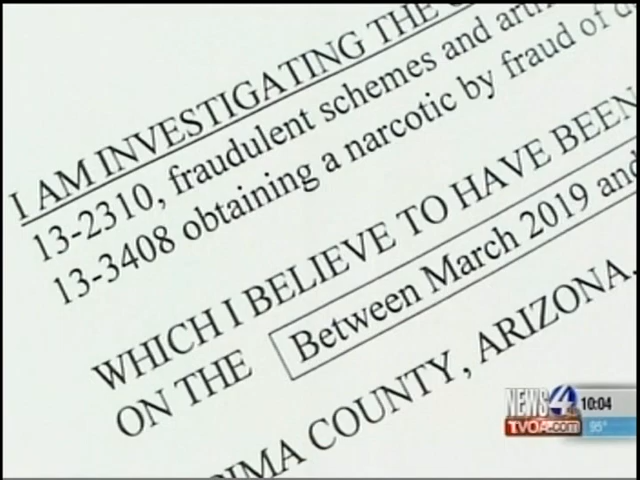 I AM INVESTIGATING THE
13-2310, fraudulent schemes and
13-3408 obtaining a narcotic by fraud of
WHICH I BELIEVE TO HAVE BEEN
ON THE Between March 2019 and
PIMA COUNTY, ARIZONA,
NEWS 4
TVOA.com
10:04
95°